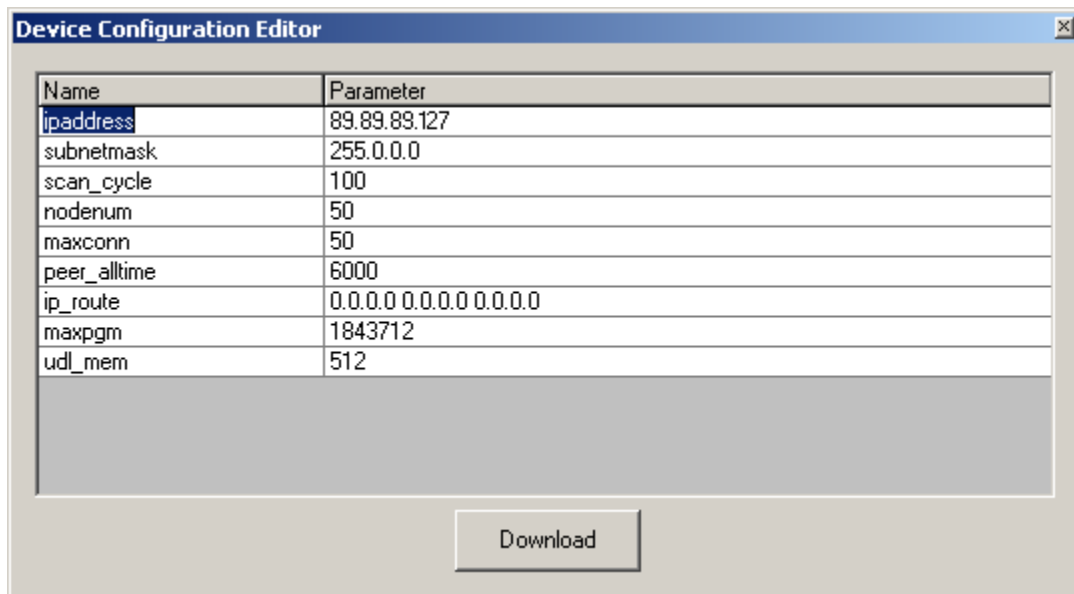 Device Configuration Editor
Name Parameter
ipaddress 89.89.89.127
subnetmask 255.0.0.0
scan_cycle 100
nodenum 50
maxconn 50
peer_alltime 6000
ip_route 0.0.0.0 0.0.0.0 0.0.0.0
maxpgm 1843712
udl_mem 512
Download